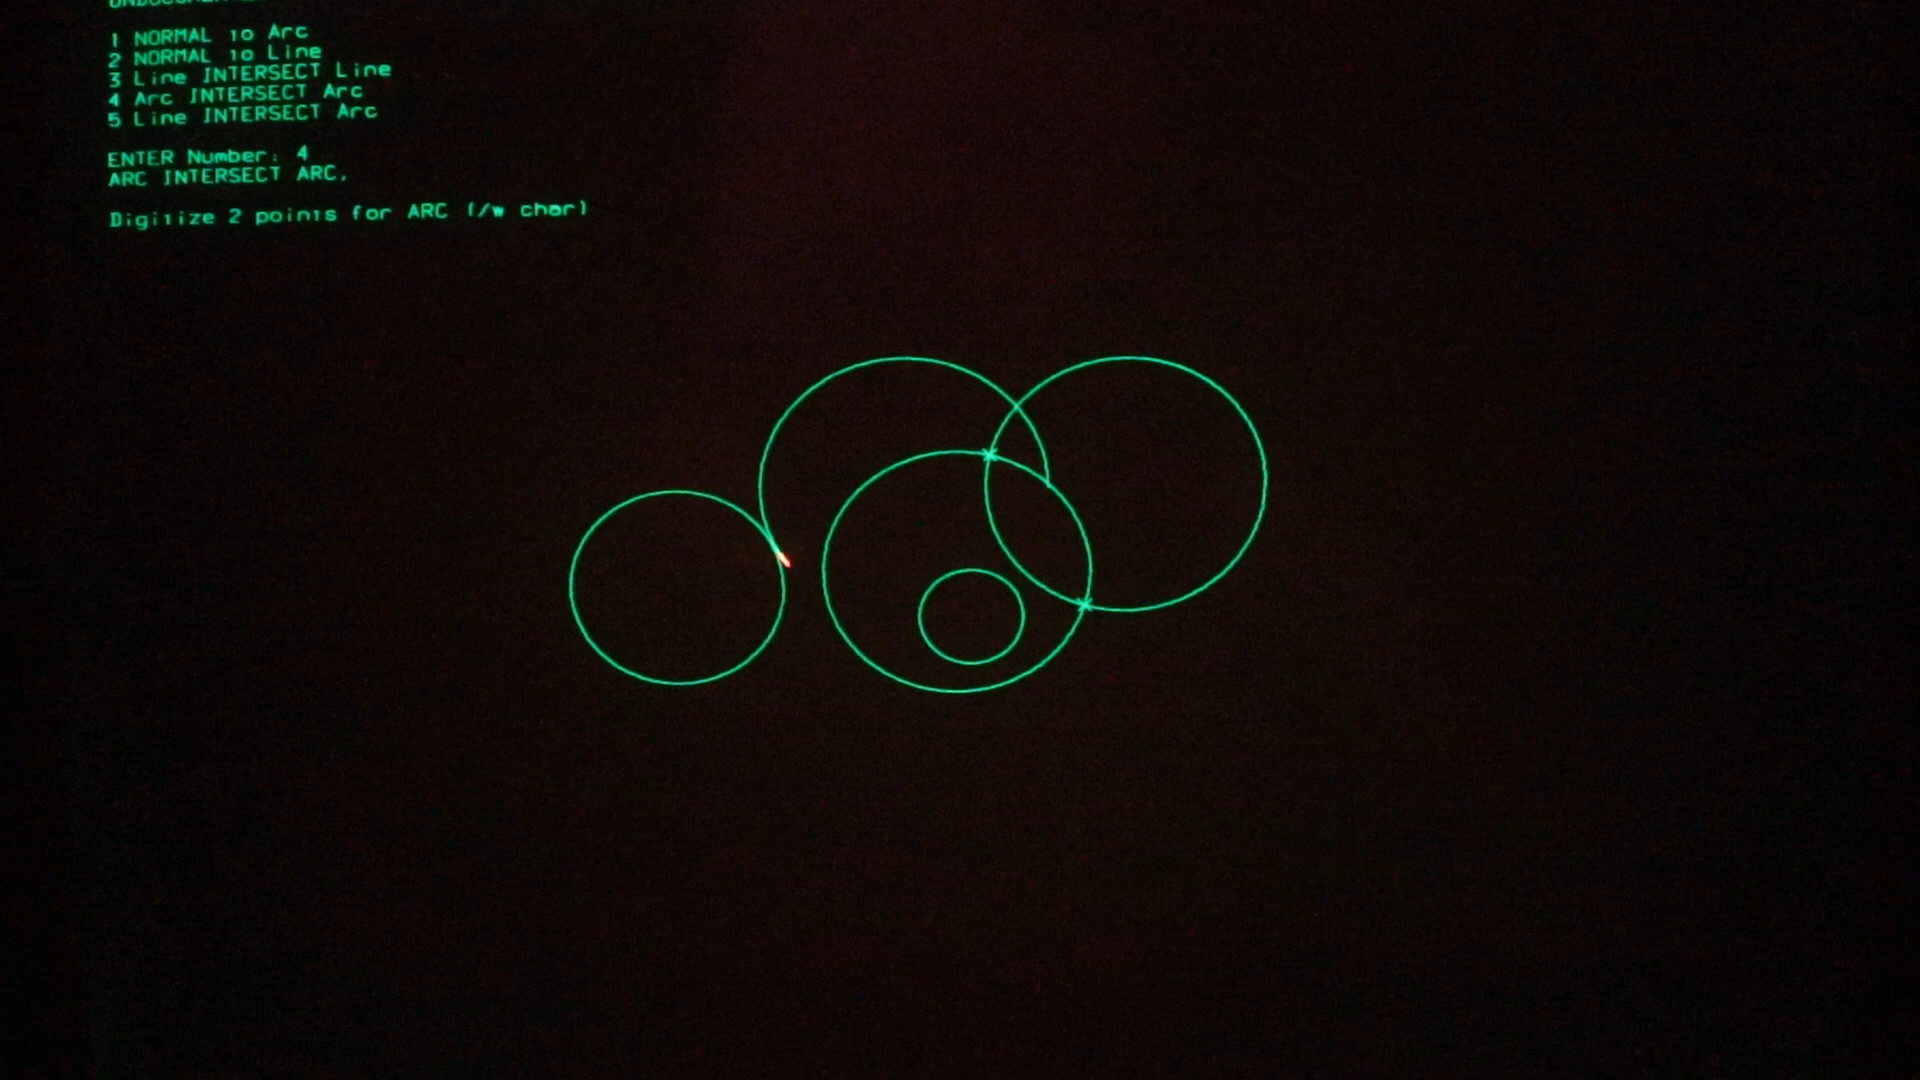 1 NORMAL to Arc
2 NORMAL to Line
3 Line INTERSECT Line
4 Arc INTERSECT Arc
5 Line INTERSECT Arc
ENTER Number: 4
ARC INTERSECT ARC.
Digitize 2 points for ARC (/w char)